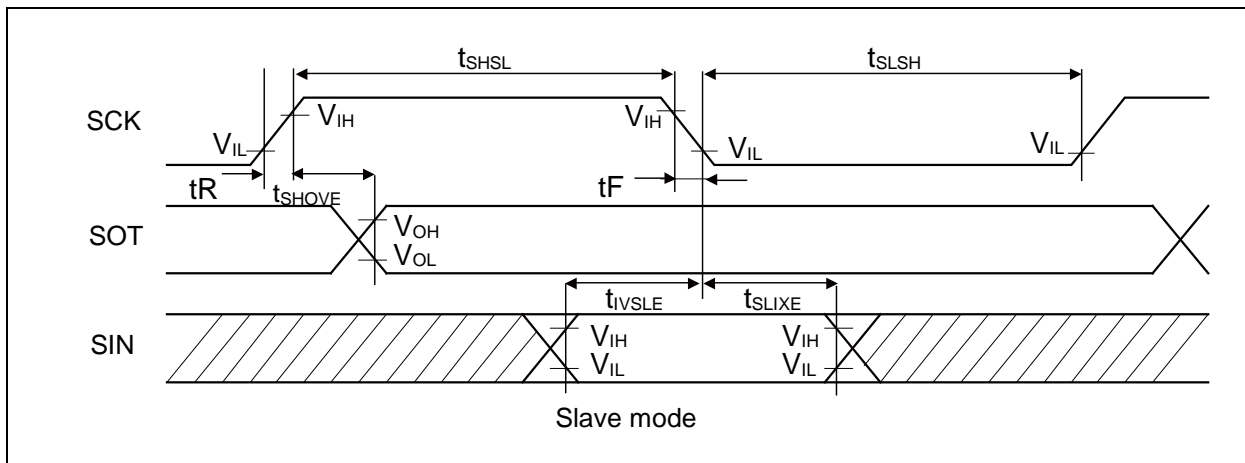 tSHSL
tSLSH
SCK
VIH
VIH
VIL
VIL
VIL
tR
tSHOVE
tF
SOT
VOH
VOL
tIVSLE
tSLIXE
SIN
VIH
VIH
VIL
VIL
Slave mode